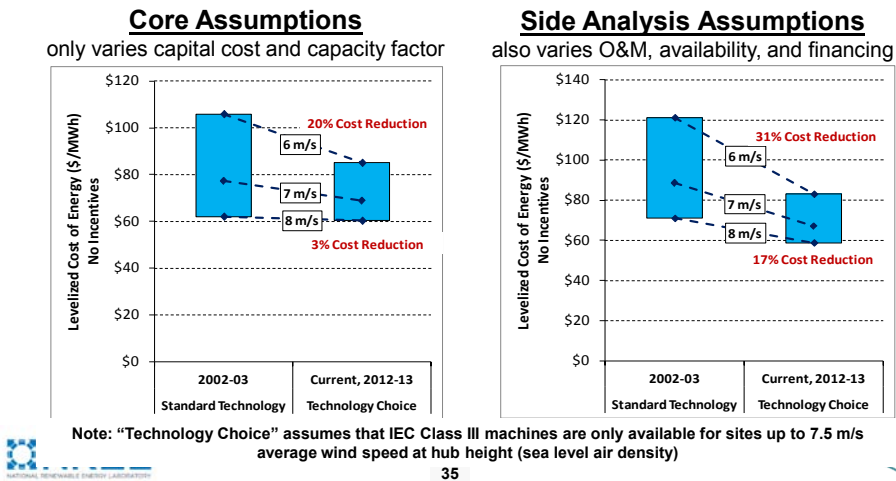 Core Assumptions
only varies capital cost and capacity factor
Levelized Cost of Energy ($/MWh)
No Incentives
$120
$100
$80
$60
$40
$20
$0
20% Cost Reduction
6 m/s
7 m/s
8 m/s
3% Cost Reduction
2002-03
Current, 2012-13
Standard Technology
Technology Choice
Side Analysis Assumptions
also varies O&M, availability, and financing
Levelized Cost of Energy ($/MWh)
No Incentives
$140
$120
$100
$80
$60
$40
$20
$0
31% Cost Reduction
6 m/s
7 m/s
8 m/s
17% Cost Reduction
2002-03
Current, 2012-13
Standard Technology
Technology Choice
Note: “Technology Choice” assumes that IEC Class III machines are only available for sites up to 7.5 m/s
average wind speed at hub height (sea level air density)
NATIONAL RENEWABLE ENERGY LABORATORY
35